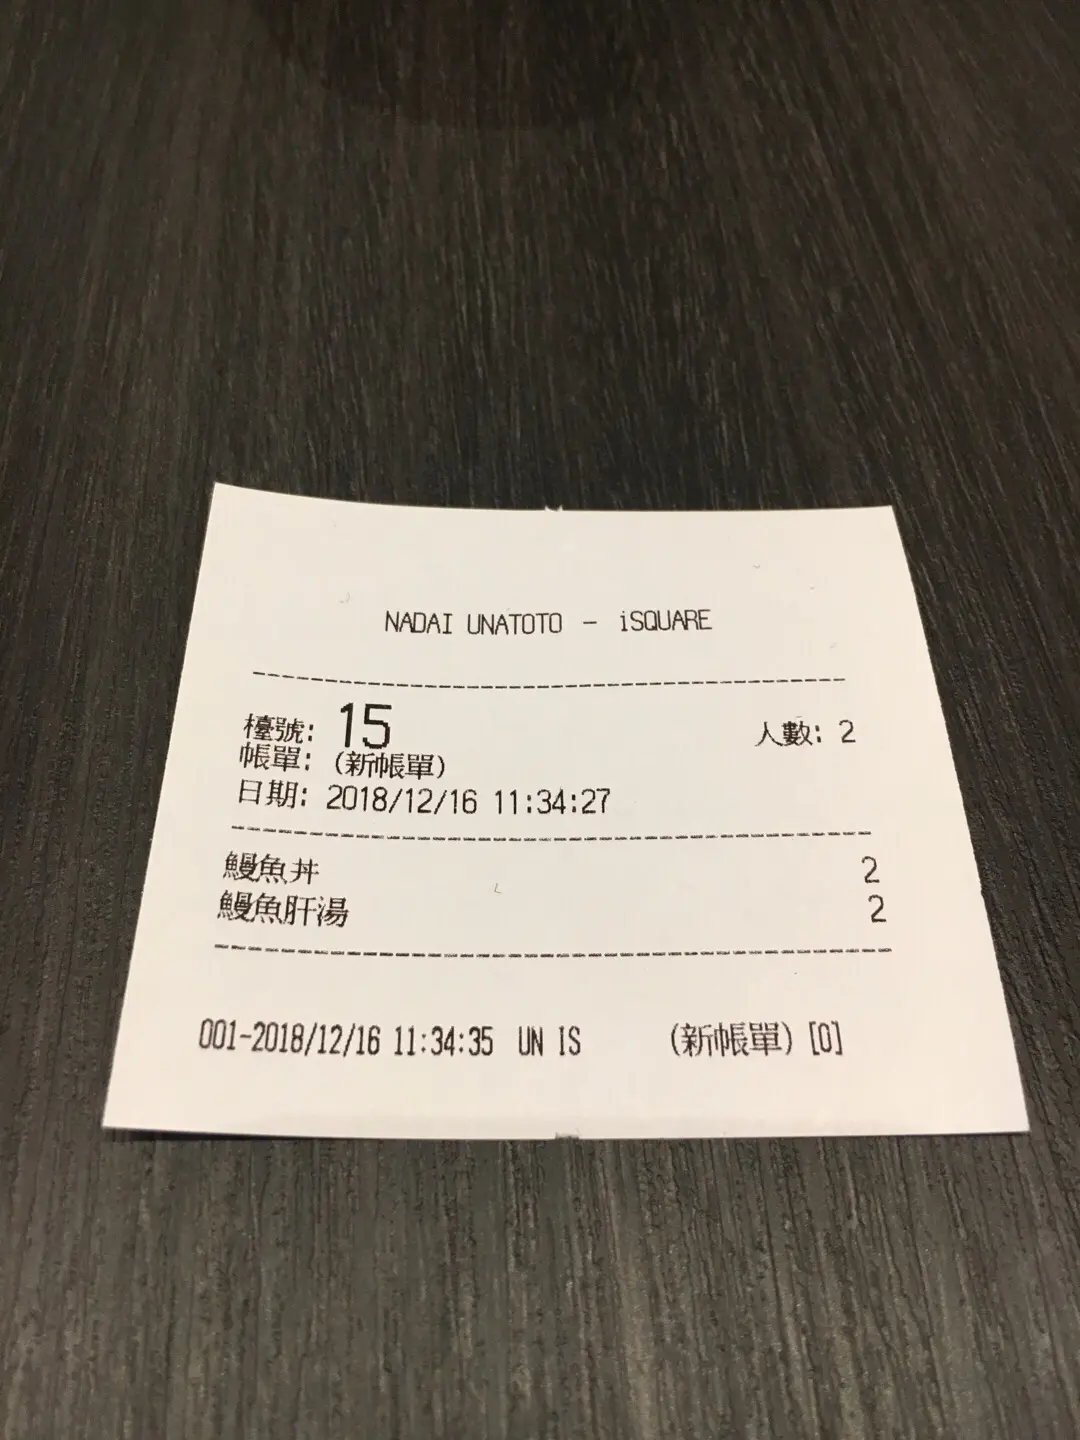 NADAI UNATOTO - iSQUARE
檯號: 15 人數: 2
帳單: (新帳單)
日期: 2018/12/16 11:34:27
鰻魚丼 2
鰻魚肝湯 2
001-2018/12/16 11:34:35 UN IS (新帳單) [0]